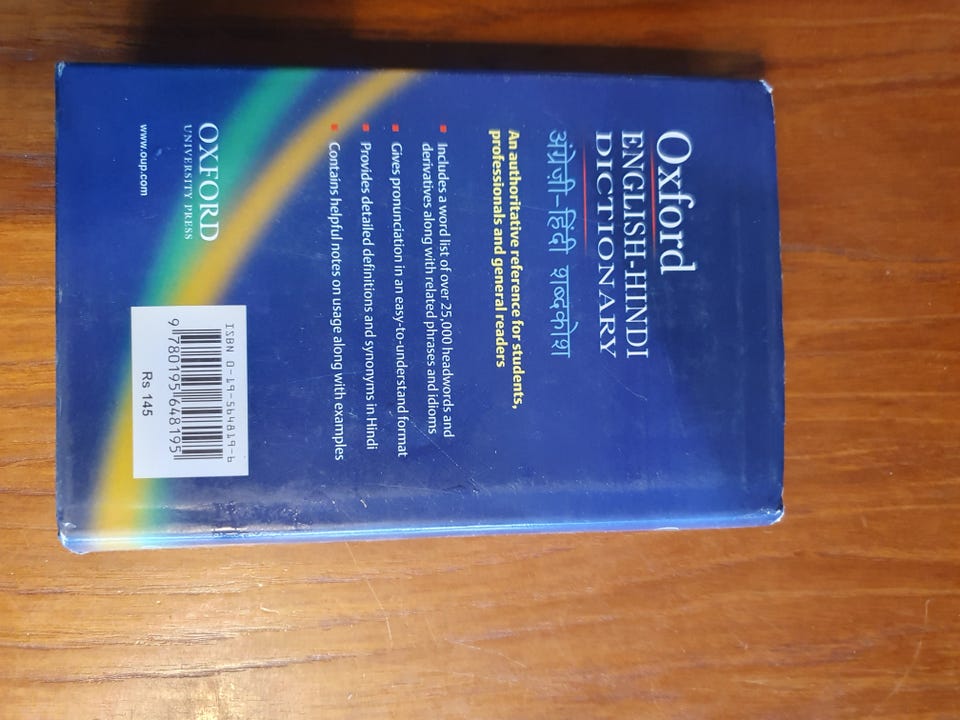 Oxford
ENGLISH-HINDI
DICTIONARY
अंग्रेज़ी-हिंदी शब्दकोश
An authoritative reference for students,
professionals and general readers
Includes a word list of over 25,000 headwords and
derivatives along with related phrases and idioms
Gives pronunciation in an easy-to-understand format
Provides detailed definitions and synonyms in Hindi
Contains helpful notes on usage along with examples
OXFORD
UNIVERSITY PRESS
www.oup.com
ISBN 0-19-564819-6
9 780195 648195
Rs 145